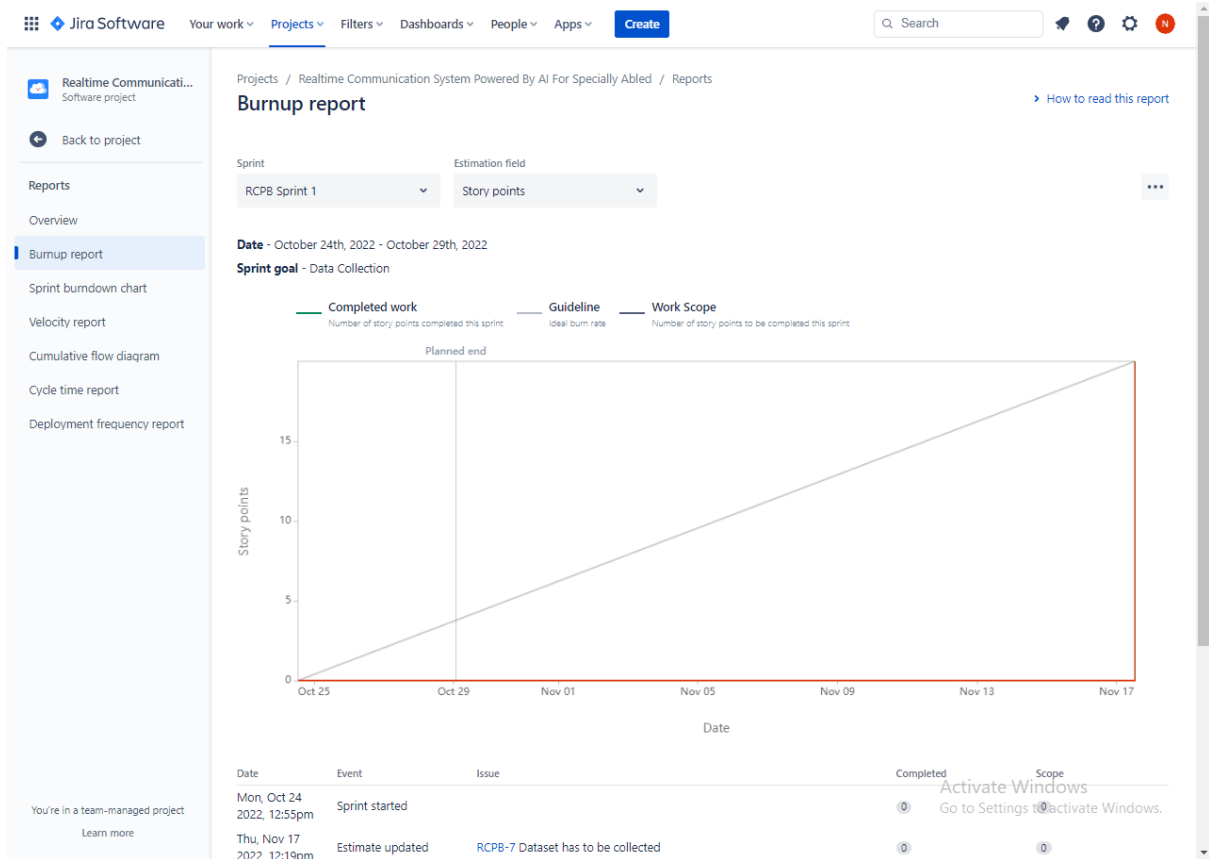 Jira Software Your work Projects Filters Dashboards People Apps Create Search N
Realtime Communicati...
Software project
Back to project
Reports
Overview
Burnup report
Sprint burndown chart
Velocity report
Cumulative flow diagram
Cycle time report
Deployment frequency report
You're in a team-managed project
Learn more
Projects / Realtime Communication System Powered By AI For Specially Abled / Reports
Burnup report
How to read this report
Sprint Estimation field
RCPB Sprint 1 Story points
Date - October 24th, 2022 - October 29th, 2022
Sprint goal - Data Collection
Completed work Guideline Work Scope
Number of story points completed this sprint Ideal burn rate Number of story points to be completed this sprint
Planned end
15
10
5
0
Story points
Oct 25 Oct 29 Nov 01 Nov 05 Nov 09 Nov 13 Nov 17
Date
Date Event Issue Completed Scope
Mon, Oct 24
2022, 12:55pm Sprint started 0 0
Thu, Nov 17
2022, 12:19pm Estimate updated RCPB-7 Dataset has to be collected 0 0
Activate Windows
Go to Settings to activate Windows.